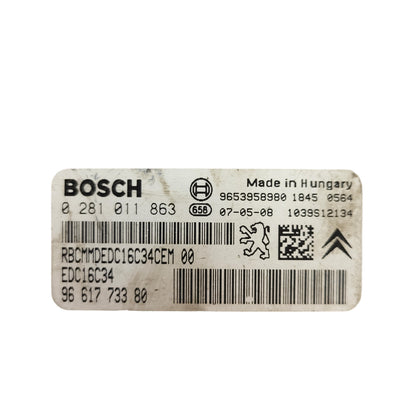 BOSCH
Made in Hungary
9653958980 1845 0564
0 281 011 863 658 07-05-08 1039S12134
RBCMMDEDC16C34CEM 00
EDC16C34
96 617 733 80